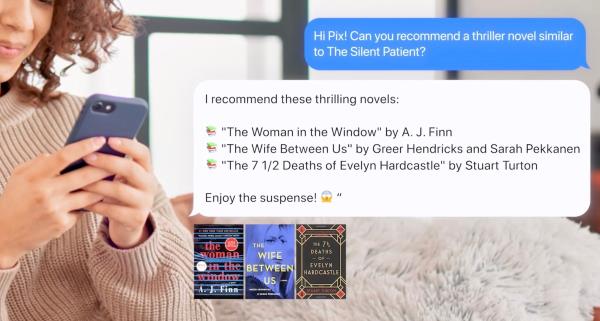 Hi Pix! Can you recommend a thriller novel similar
to The Silent Patient?
I recommend these thrilling novels:
"The Woman in the Window" by A. J. Finn
"The Wife Between Us" by Greer Hendricks and Sarah Pekkanen
"The 7 1/2 Deaths of Evelyn Hardcastle" by Stuart Turton
Enjoy the suspense! 😱 “
the
woman
in the
window
A. J. Finn
THE
WIFE
BETWEEN
US
THE 7½
DEATHS
OF
EVELYN
HARDCASTLE
STUART TURTON